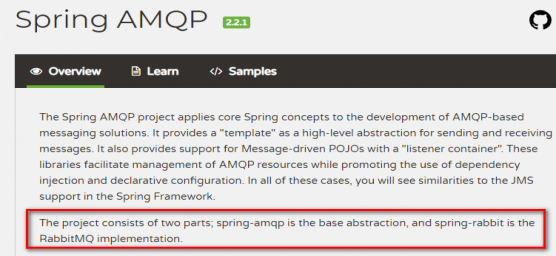 Spring AMQP 2.2.1
Overview Learn Samples
The Spring AMQP project applies core Spring concepts to the development of AMQP-based
messaging solutions. It provides a "template" as a high-level abstraction for sending and receiving
messages. It also provides support for Message-driven POJOs with a "listener container". These
libraries facilitate management of AMQP resources while promoting the use of dependency
injection and declarative configuration. In all of these cases, you will see similarities to the JMS
support in the Spring Framework.
The project consists of two parts; spring-amqp is the base abstraction, and spring-rabbit is the
RabbitMQ implementation.